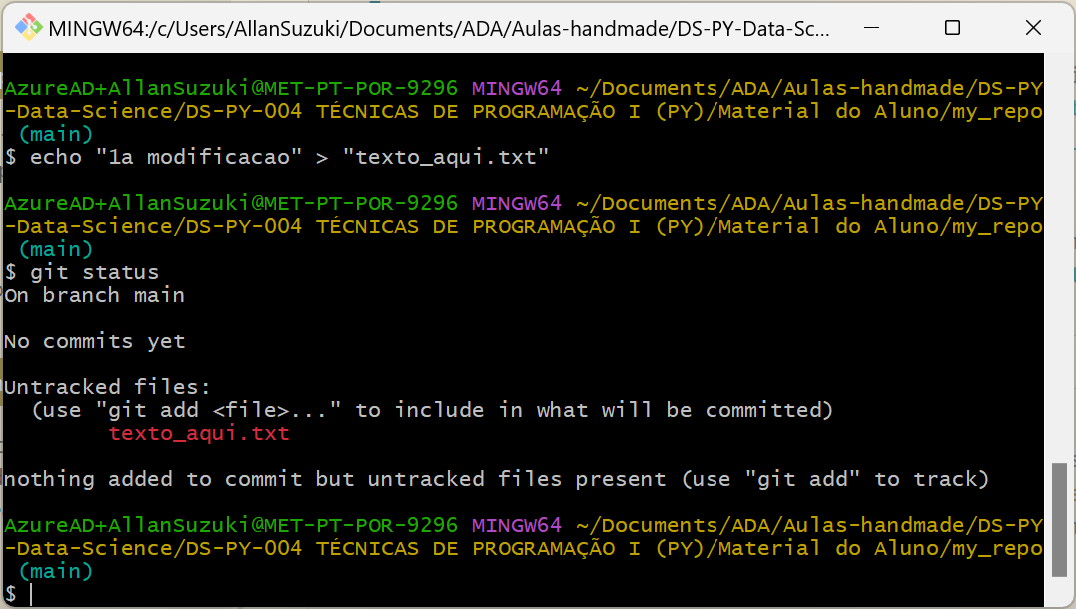 MINGW64:/c/Users/AllanSuzuki/Documents/ADA/Aulas-handmade/DS-PY-Data-Sc...
AzureAD+AllanSuzuki@MET-PT-POR-9296 MINGW64 ~/Documents/ADA/Aulas-handmade/DS-PY
-Data-Science/DS-PY-004 TÉCNICAS DE PROGRAMAÇÃO I (PY)/Material do Aluno/my_repo
(main)
$ echo "1a modificacao" > "texto_aqui.txt"
AzureAD+AllanSuzuki@MET-PT-POR-9296 MINGW64 ~/Documents/ADA/Aulas-handmade/DS-PY
-Data-Science/DS-PY-004 TÉCNICAS DE PROGRAMAÇÃO I (PY)/Material do Aluno/my_repo
(main)
$ git status
On branch main
No commits yet
Untracked files:
(use "git add <file>..." to include in what will be committed)
texto_aqui.txt
nothing added to commit but untracked files present (use "git add" to track)
AzureAD+AllanSuzuki@MET-PT-POR-9296 MINGW64 ~/Documents/ADA/Aulas-handmade/DS-PY
-Data-Science/DS-PY-004 TÉCNICAS DE PROGRAMAÇÃO I (PY)/Material do Aluno/my_repo
(main)
$